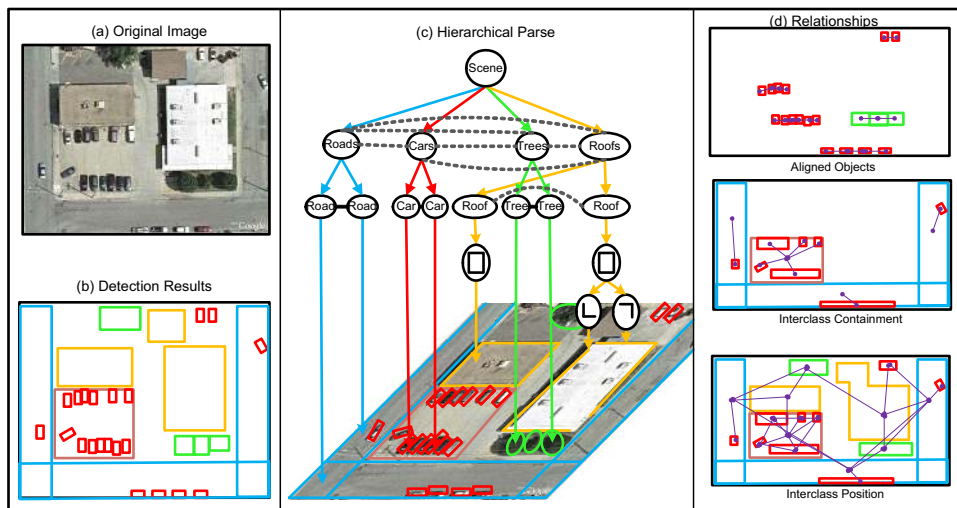 (a) Original Image
Google
(b) Detection Results
(c) Hierarchical Parse
Scene
Roads
Cars
Trees
Roofs
Road
Road
Car
Car
Roof
Tree
Tree
Roof
(d) Relationships
Aligned Objects
Interclass Containment
Interclass Position